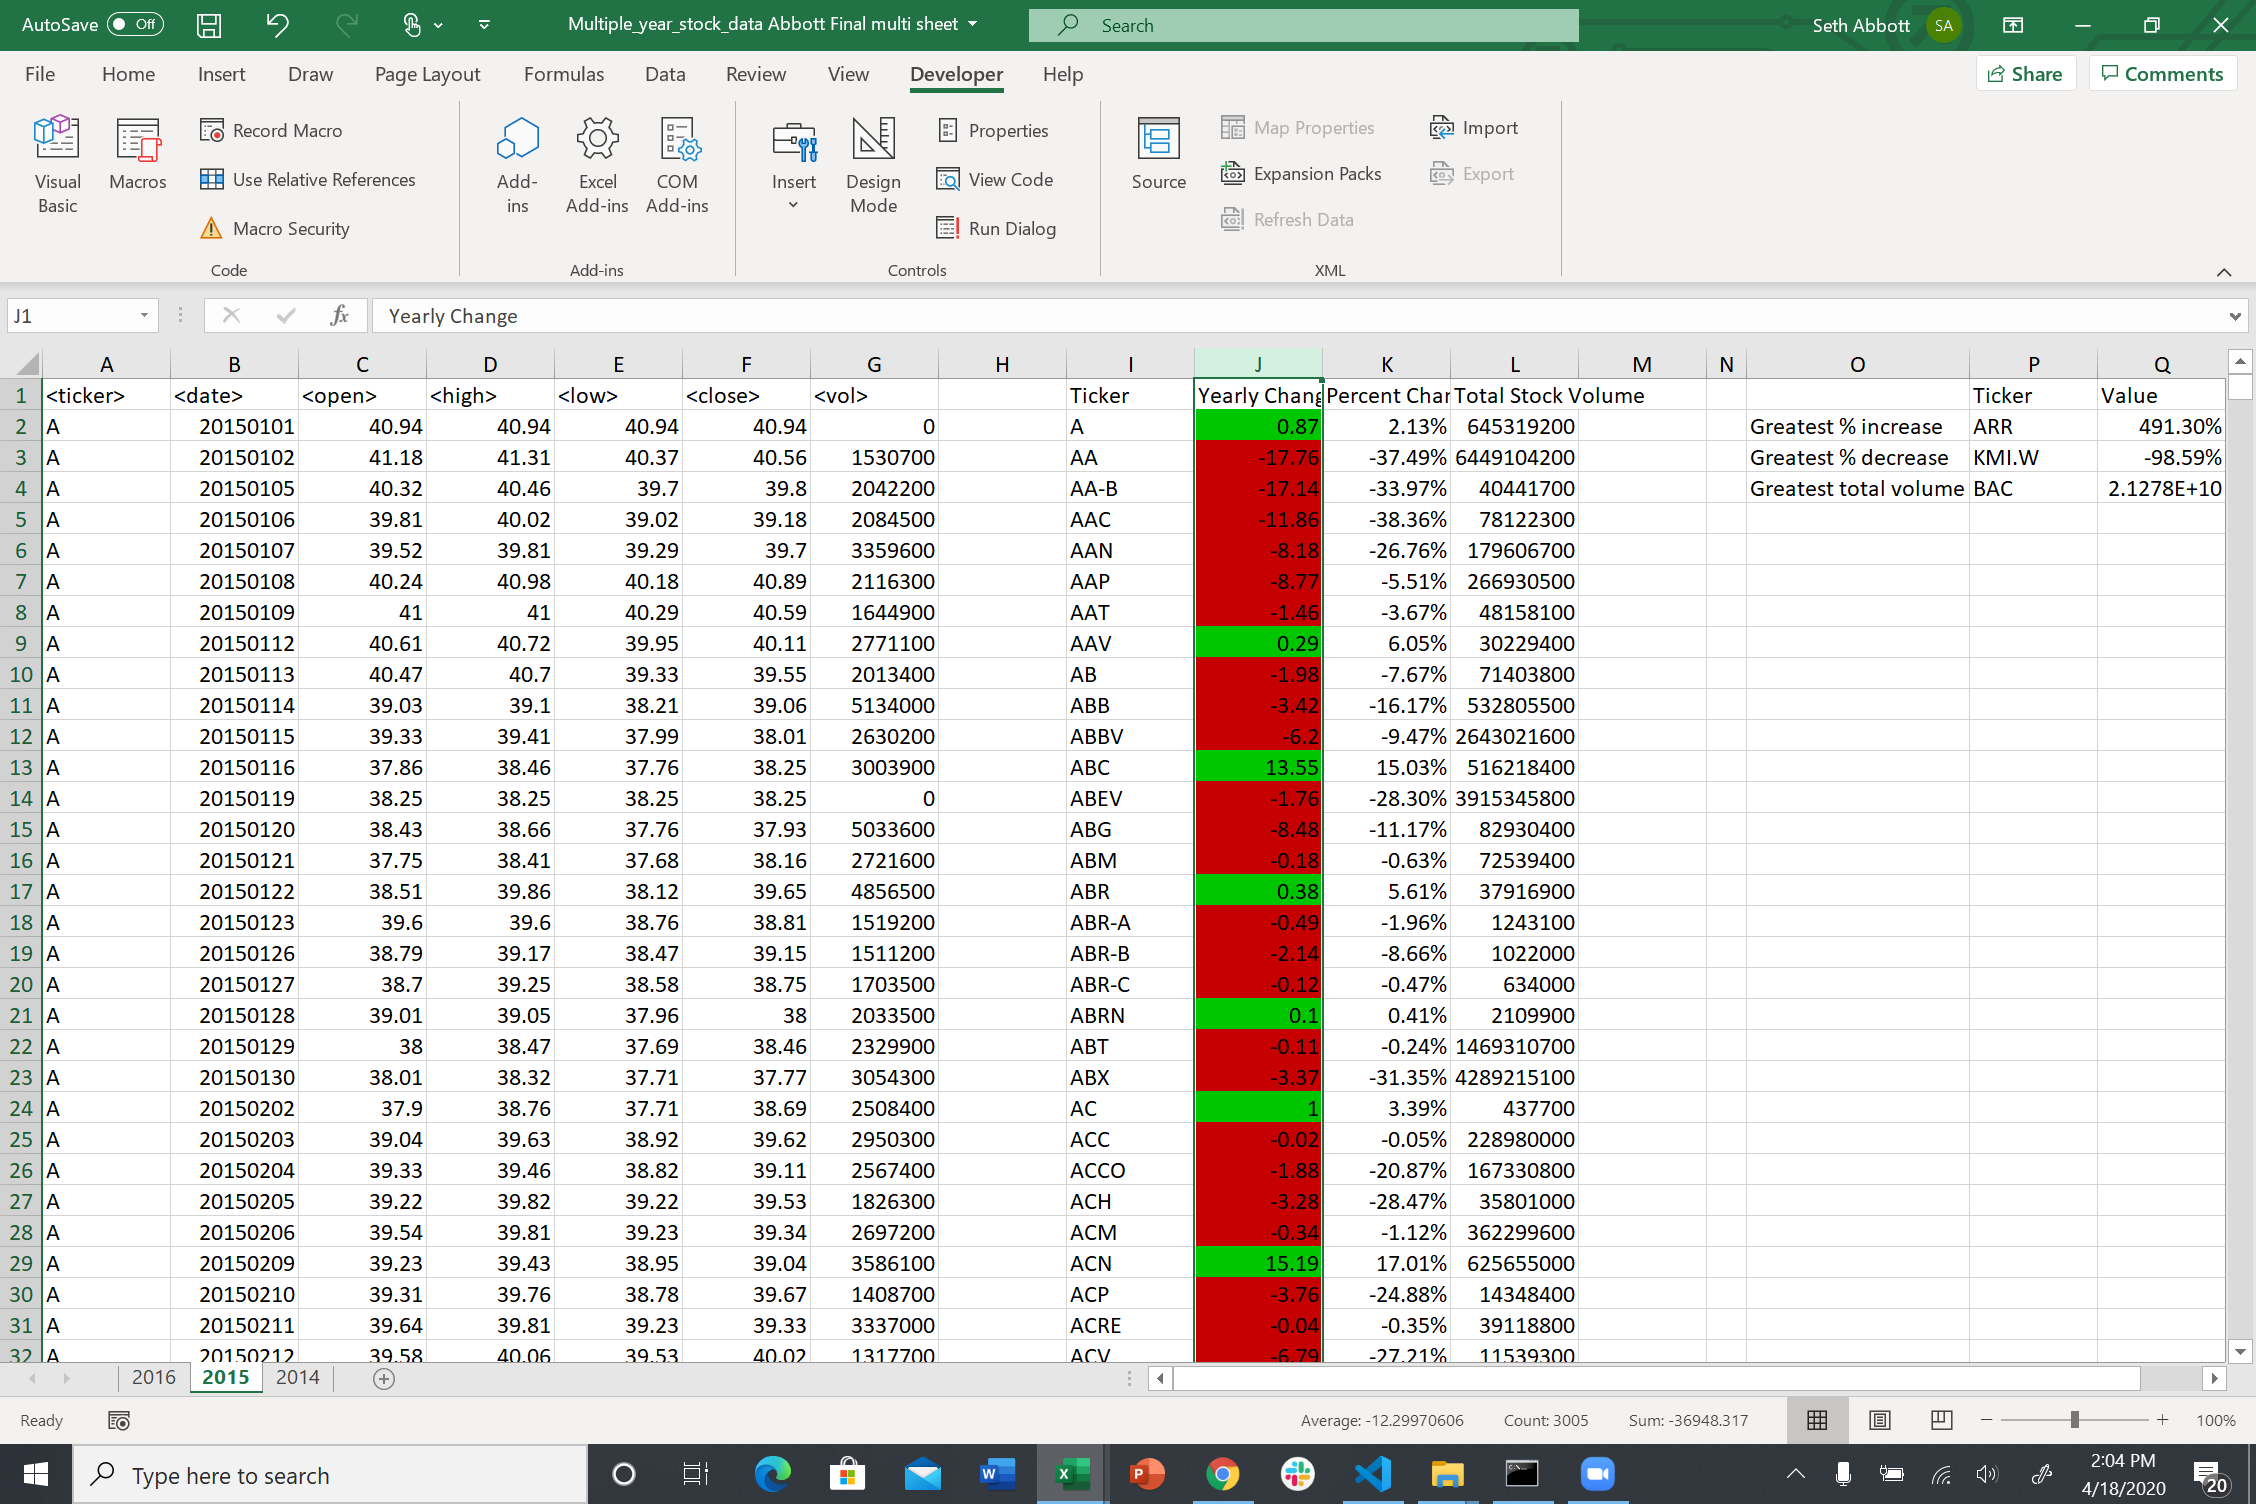 AutoSave Off Multiple_year_stock_data Abbott Final multi sheet Search Seth Abbott SA
File Home Insert Draw Page Layout Formulas Data Review View Developer Help Share Comments
Visual Basic
Macros
Record Macro
Use Relative References
Macro Security
Code
Add-ins
Excel Add-ins
COM Add-ins
Add-ins
Insert
Design Mode
Properties
View Code
Run Dialog
Controls
Source
Map Properties
Expansion Packs
Refresh Data
Import
Export
XML
J1 fx Yearly Change
A B C D E F G H I J K L M N O P Q
1 <ticker> <date> <open> <high> <low> <close> <vol> Ticker Yearly Chang Percent Char Total Stock Volume Ticker Value
2 A 20150101 40.94 40.94 40.94 40.94 0 A 0.87 2.13% 645319200 Greatest % increase ARR 491.30%
3 A 20150102 41.18 41.31 40.37 40.56 1530700 AA -17.76 -37.49% 6449104200 Greatest % decrease KMI.W -98.59%
4 A 20150105 40.32 40.46 39.7 39.8 2042200 AA-B -17.14 -33.97% 40441700 Greatest total volume BAC 2.1278E+10
5 A 20150106 39.81 40.02 39.02 39.18 2084500 AAC -11.86 -38.36% 78122300
6 A 20150107 39.52 39.81 39.29 39.7 3359600 AAN -8.18 -26.76% 179606700
7 A 20150108 40.24 40.98 40.18 40.89 2116300 AAP -8.77 -5.51% 266930500
8 A 20150109 41 41 40.29 40.59 1644900 AAT -1.46 -3.67% 48158100
9 A 20150112 40.61 40.72 39.95 40.11 2771100 AAV 0.29 6.05% 30229400
10 A 20150113 40.47 40.7 39.33 39.55 2013400 AB -1.98 -7.67% 71403800
11 A 20150114 39.03 39.1 38.21 39.06 5134000 ABB -3.42 -16.17% 532805500
12 A 20150115 39.33 39.41 37.99 38.01 2630200 ABBV -6.2 -9.47% 2643021600
13 A 20150116 37.86 38.46 37.76 38.25 3003900 ABC 13.55 15.03% 516218400
14 A 20150119 38.25 38.25 38.25 38.25 0 ABEV -1.76 -28.30% 3915345800
15 A 20150120 38.43 38.66 37.76 37.93 5033600 ABG -8.48 -11.17% 82930400
16 A 20150121 37.75 38.41 37.68 38.16 2721600 ABM -0.18 -0.63% 72539400
17 A 20150122 38.51 39.86 38.12 39.65 4856500 ABR 0.38 5.61% 37916900
18 A 20150123 39.6 39.6 38.76 38.81 1519200 ABR-A -0.49 -1.96% 1243100
19 A 20150126 38.79 39.17 38.47 39.15 1511200 ABR-B -2.14 -8.66% 1022000
20 A 20150127 38.7 39.25 38.58 38.75 1703500 ABR-C -0.12 -0.47% 634000
21 A 20150128 39.01 39.05 37.96 38 2033500 ABRN 0.1 0.41% 2109900
22 A 20150129 38 38.47 37.69 38.46 2329900 ABT -0.11 -0.24% 1469310700
23 A 20150130 38.01 38.32 37.71 37.77 3054300 ABX -3.37 -31.35% 4289215100
24 A 20150202 37.9 38.76 37.71 38.69 2508400 AC 1 3.39% 437700
25 A 20150203 39.04 39.63 38.92 39.62 2950300 ACC -0.02 -0.05% 228980000
26 A 20150204 39.33 39.46 38.82 39.11 2567400 ACCO -1.88 -20.87% 167330800
27 A 20150205 39.22 39.82 39.22 39.53 1826300 ACH -3.28 -28.47% 35801000
28 A 20150206 39.54 39.81 39.23 39.34 2697200 ACM -0.34 -1.12% 362299600
29 A 20150209 39.23 39.43 38.95 39.04 3586100 ACN 15.19 17.01% 625655000
30 A 20150210 39.31 39.76 38.78 39.67 1408700 ACP -3.76 -24.88% 14348400
31 A 20150211 39.64 39.81 39.23 39.33 3337000 ACRE -0.04 -0.35% 39118800
32 A 20150212 39.58 40.06 39.53 40.02 1317700 ACV -6.79 -27.21% 11539300
2016 2015 2014
Ready Average: -12.29970606 Count: 3005 Sum: -36948.317 100%
Type here to search
2:04 PM
4/18/2020
20